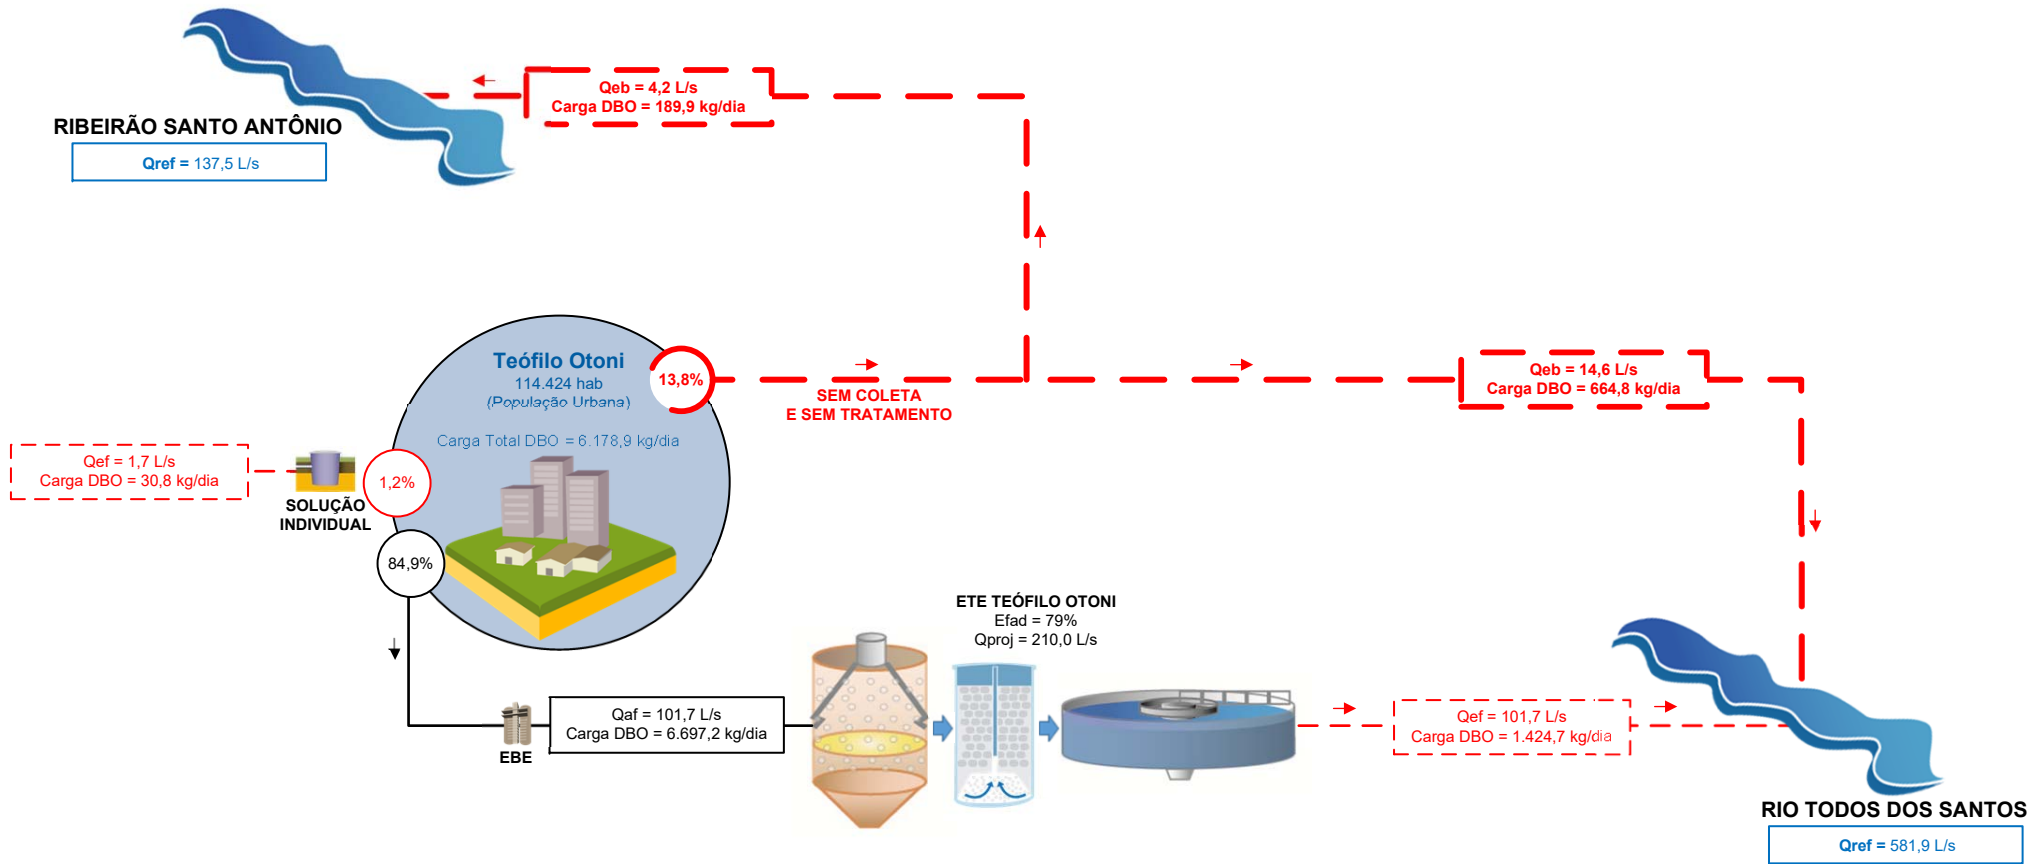 Qeb = 4,2 L/s
Carga DBO = 189,9 kg/dia
RIBEIRÃO SANTO ANTÔNIO
Qref = 137,5 L/s
Teófilo Otoni
114.424 hab
(População Urbana)
Carga Total DBO = 6.178,9 kg/dia
13,8%
SEM COLETA
E SEM TRATAMENTO
Qeb = 14,6 L/s
Carga DBO = 664,8 kg/dia
Qef = 1,7 L/s
Carga DBO = 30,8 kg/dia
SOLUÇÃO
INDIVIDUAL
1,2%
84,9%
ETE TEÓFILO OTONI
Efad = 79%
Qproj = 210,0 L/s
EBE
Qaf = 101,7 L/s
Carga DBO = 6.697,2 kg/dia
Qef = 101,7 L/s
Carga DBO = 1.424,7 kg/dia
RIO TODOS DOS SANTOS
Qref = 581,9 L/s